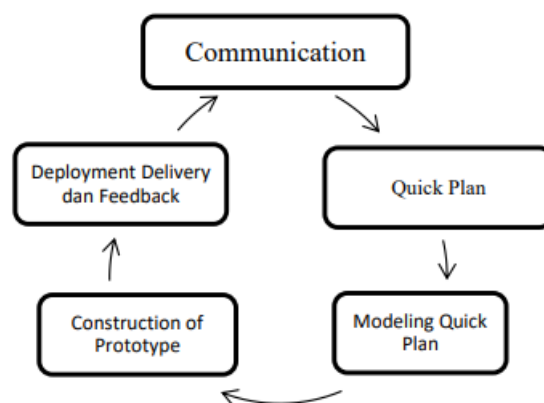 Communication
Quick Plan
Modeling Quick
Plan
Construction of
Prototype
Deployment Delivery
dan Feedback